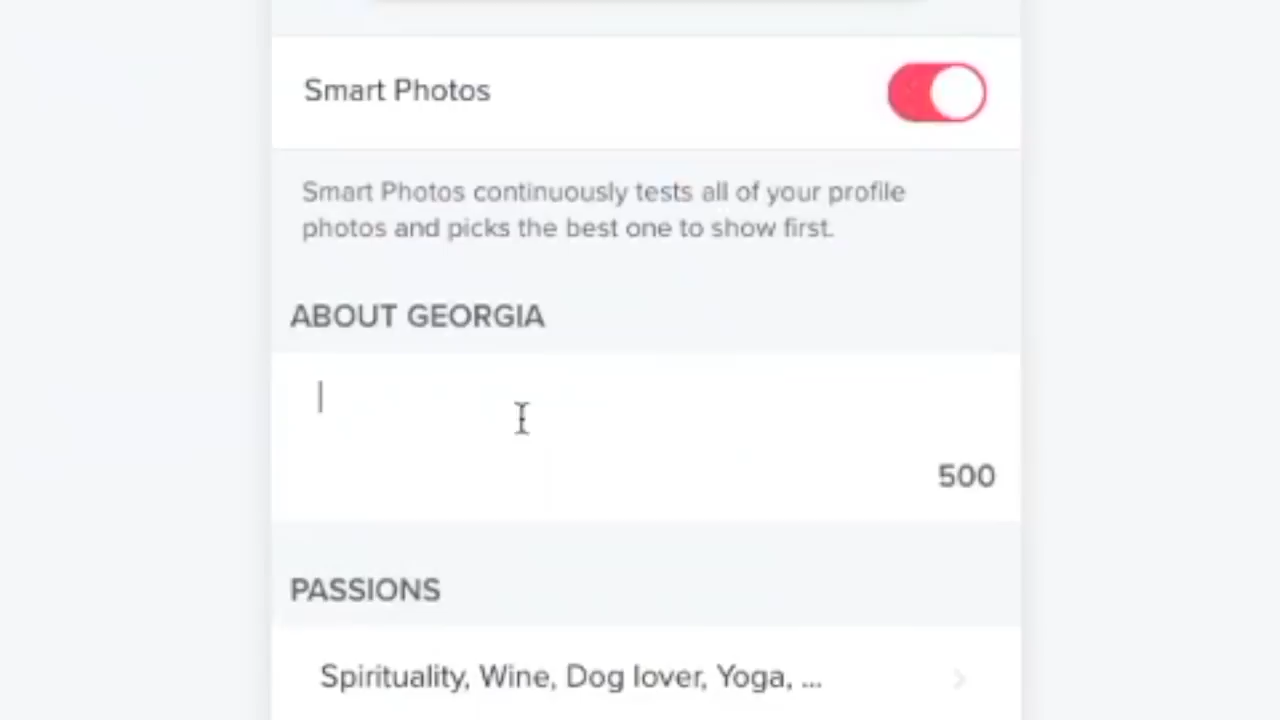 Smart Photos
Smart Photos continuously tests all of your profile
photos and picks the best one to show first.
ABOUT GEORGIA
500
PASSIONS
Spirituality, Wine, Dog lover, Yoga, ...